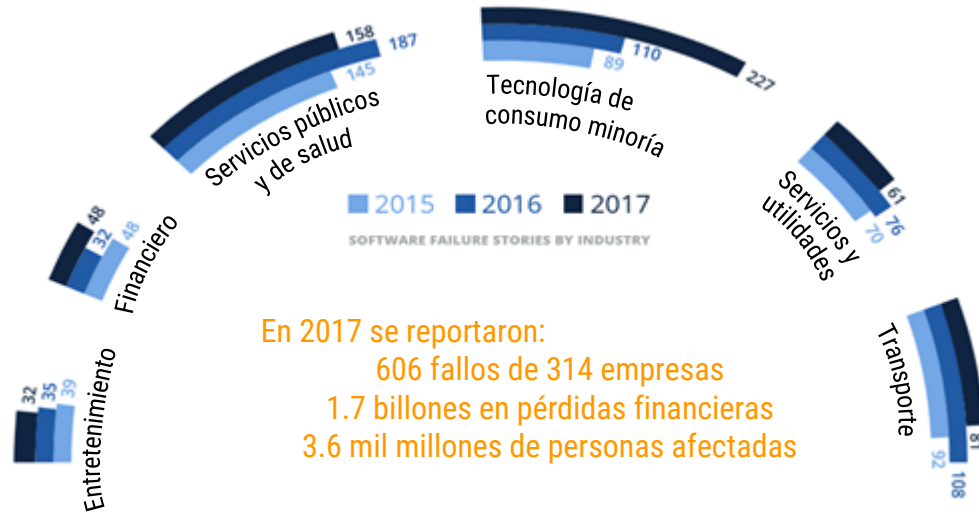 158
187
145
Servicios públicos
y de salud
110
89
227
Tecnología de
consumo minoría
61
76
70
Servicios y
utilidades
48
32
48
Financiero
2015 2016 2017
SOFTWARE FAILURE STORIES BY INDUSTRY
32
35
39
Entretenimiento
En 2017 se reportaron:
606 fallos de 314 empresas
1.7 billones en pérdidas financieras
3.6 mil millones de personas afectadas
Transporte
81
92
108